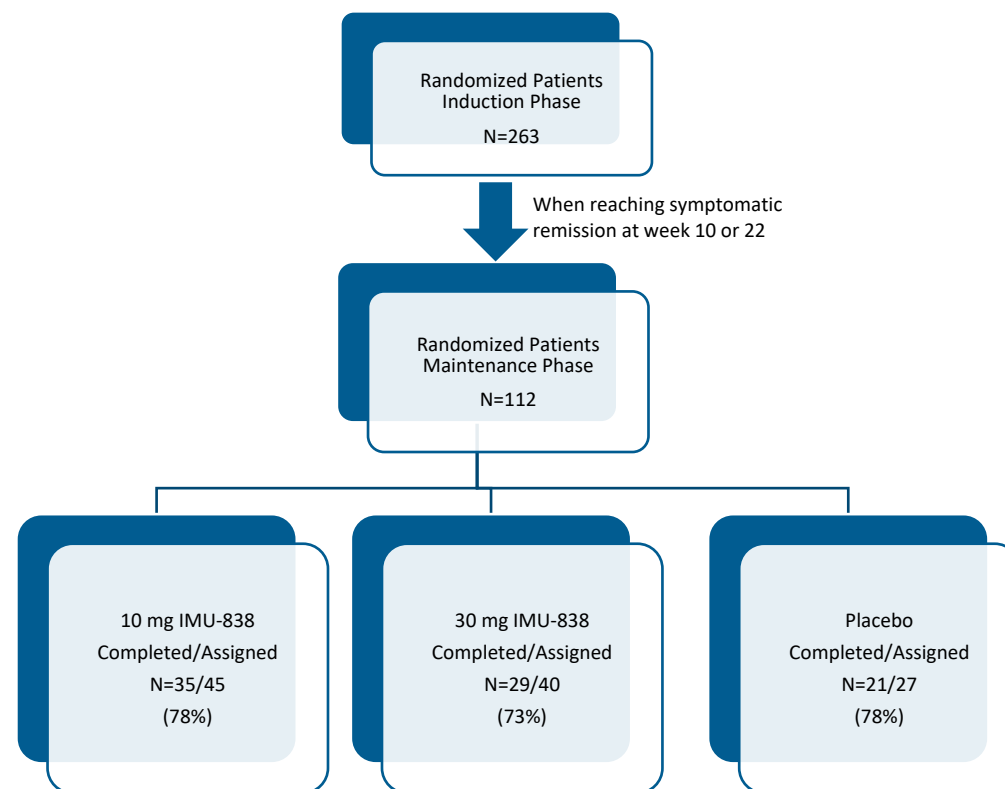 Randomized Patients
Induction Phase
N=263
When reaching symptomatic
remission at week 10 or 22
Randomized Patients
Maintenance Phase
N=112
10 mg IMU-838
Completed/Assigned
N=35/45
(78%)
30 mg IMU-838
Completed/Assigned
N=29/40
(73%)
Placebo
Completed/Assigned
N=21/27
(78%)